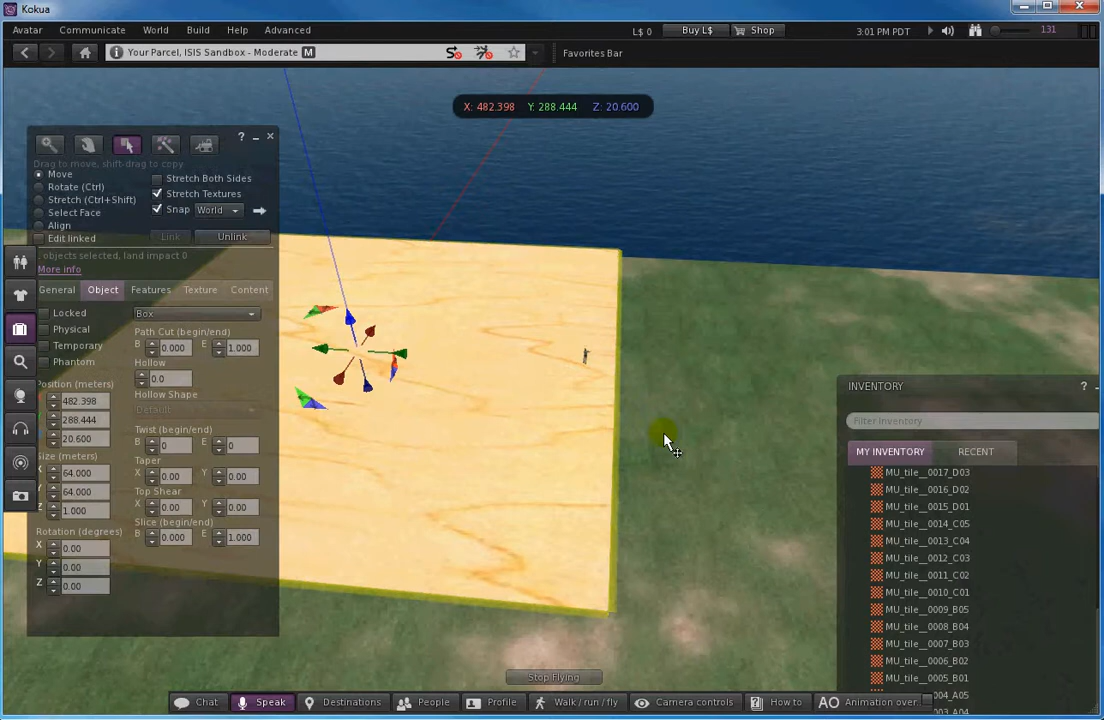 Kokua
Avatar Communicate World Build Help Advanced
L$ 0 Buy L$ Shop 3:01 PM PDT 131
Your Parcel, ISIS Sandbox - Moderate M
Favorites Bar
X: 482.398 Y: 288.444 Z: 20.600
Drag to move, shift-drag to copy
Move
Rotate (Ctrl)
Stretch (Ctrl+Shift)
Select Face
Align
Edit linked
Stretch Both Sides
Stretch Textures
Snap World
Link Unlink
objects selected, land impact 0
More info
General Object Features Texture Content
Locked
Physical
Temporary
Phantom
Position (meters)
482.398
288.444
20.600
Size (meters)
X 64.000
Y 64.000
Z 1.000
Rotation (degrees)
X 0.00
Y 0.00
Z 0.00
Box
Path Cut (begin/end)
B 0.000 E 1.000
Hollow
0.0
Hollow Shape
Default
Twist (begin/end)
B 0 E 0
Taper
X 0.00 Y 0.00
Top Shear
X 0.00 Y 0.00
Slice (begin/end)
B 0.000 E 1.000
INVENTORY
Filter Inventory
MY INVENTORY RECENT
MU_tile__0017_D03
MU_tile__0016_D02
MU_tile__0015_D01
MU_tile__0014_C05
MU_tile__0013_C04
MU_tile__0012_C03
MU_tile__0011_C02
MU_tile__0010_C01
MU_tile__0009_B05
MU_tile__0008_B04
MU_tile__0007_B03
MU_tile__0006_B02
MU_tile__0005_B01
004_A05
Stop Flying
Chat Speak Destinations People Profile Walk / run / fly Camera controls How to AO Animation over